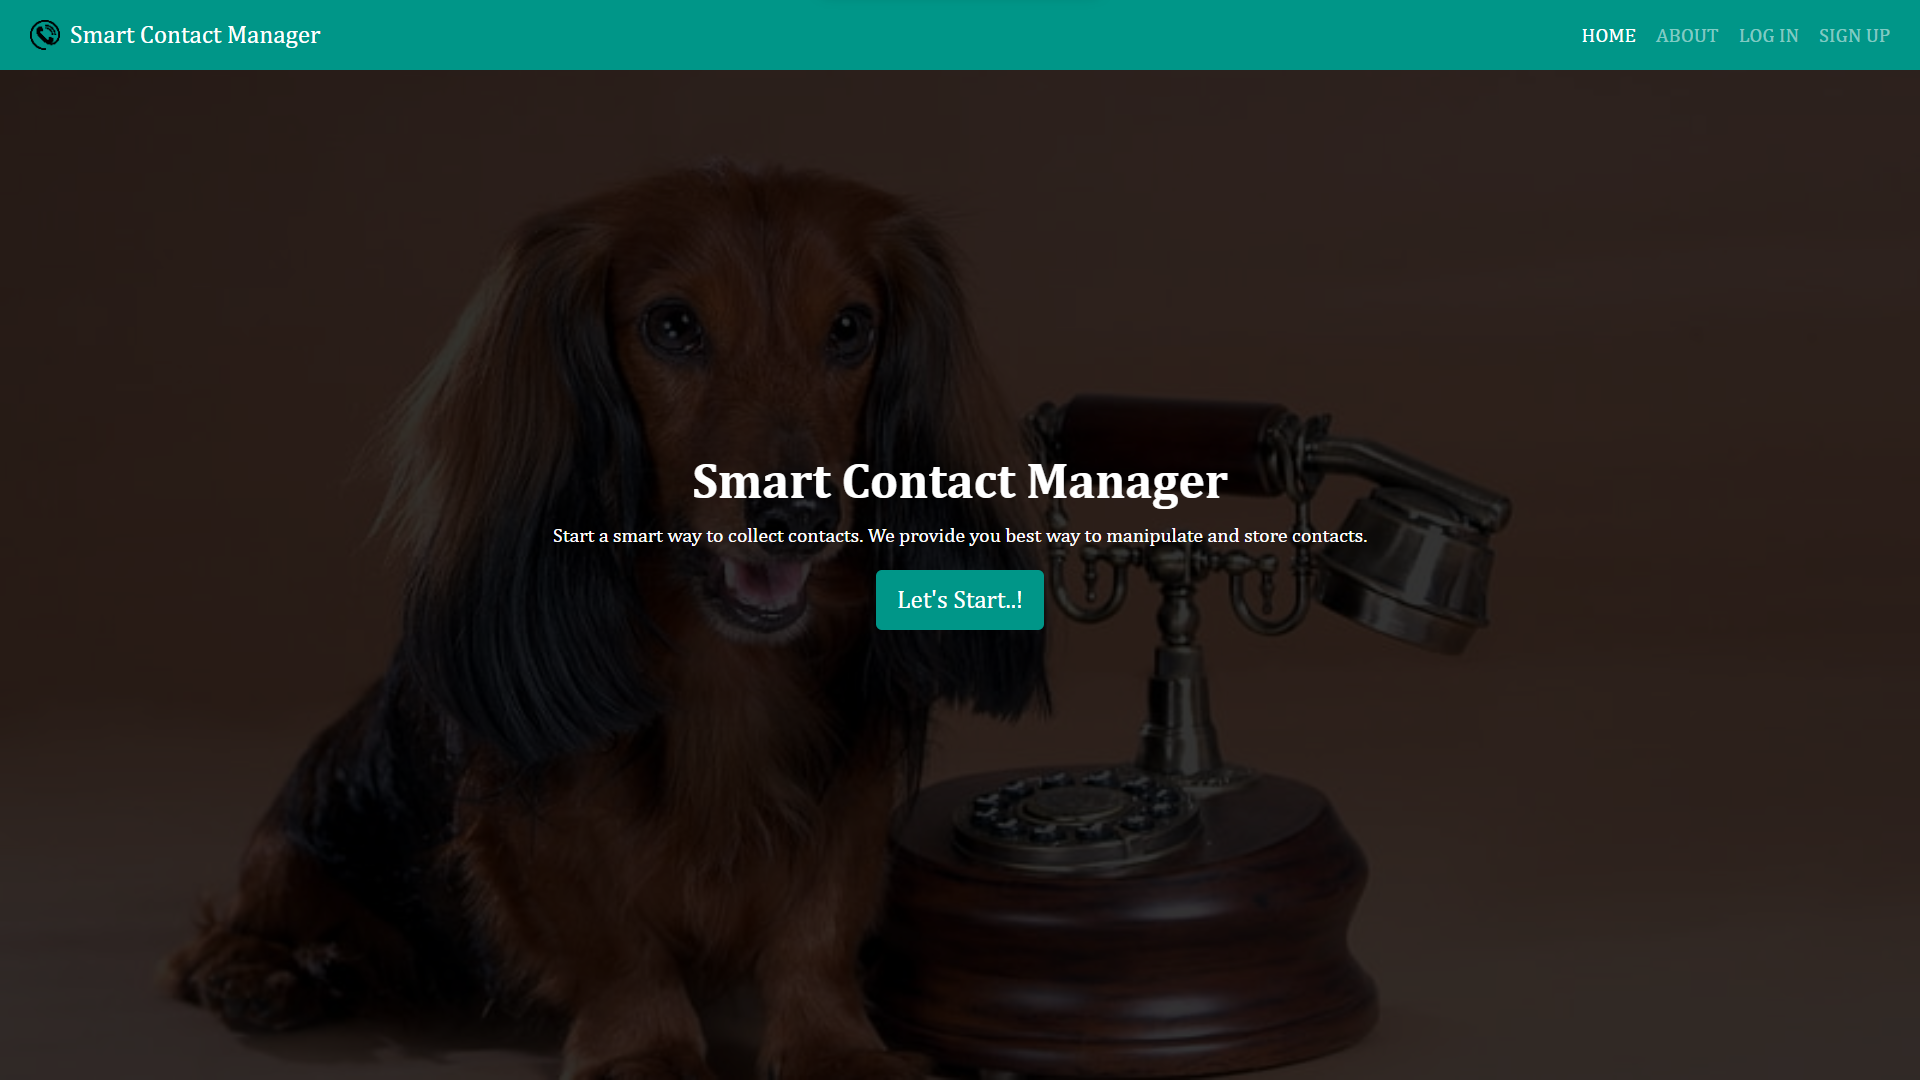 Smart Contact Manager
HOME ABOUT LOG IN SIGN UP
Smart Contact Manager
Start a smart way to collect contacts. We provide you best way to manipulate and store contacts.
Let's Start..!